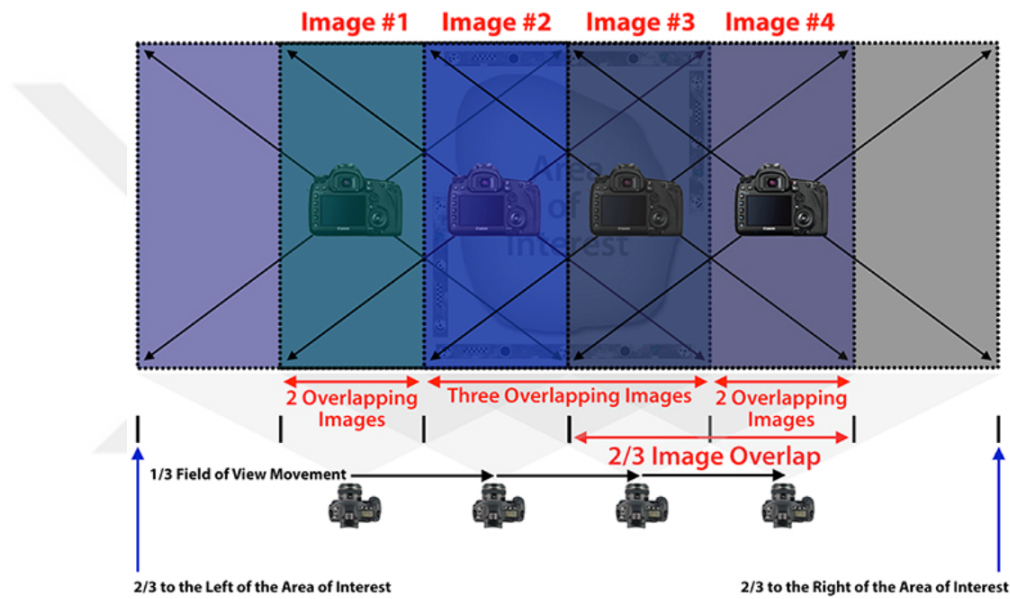 Image #1 Image #2 Image #3 Image #4
Area
of
Interest
2 Overlapping
Images
Three Overlapping Images
2 Overlapping
Images
2/3 Image Overlap
1/3 Field of View Movement
2/3 to the Left of the Area of Interest
2/3 to the Right of the Area of Interest